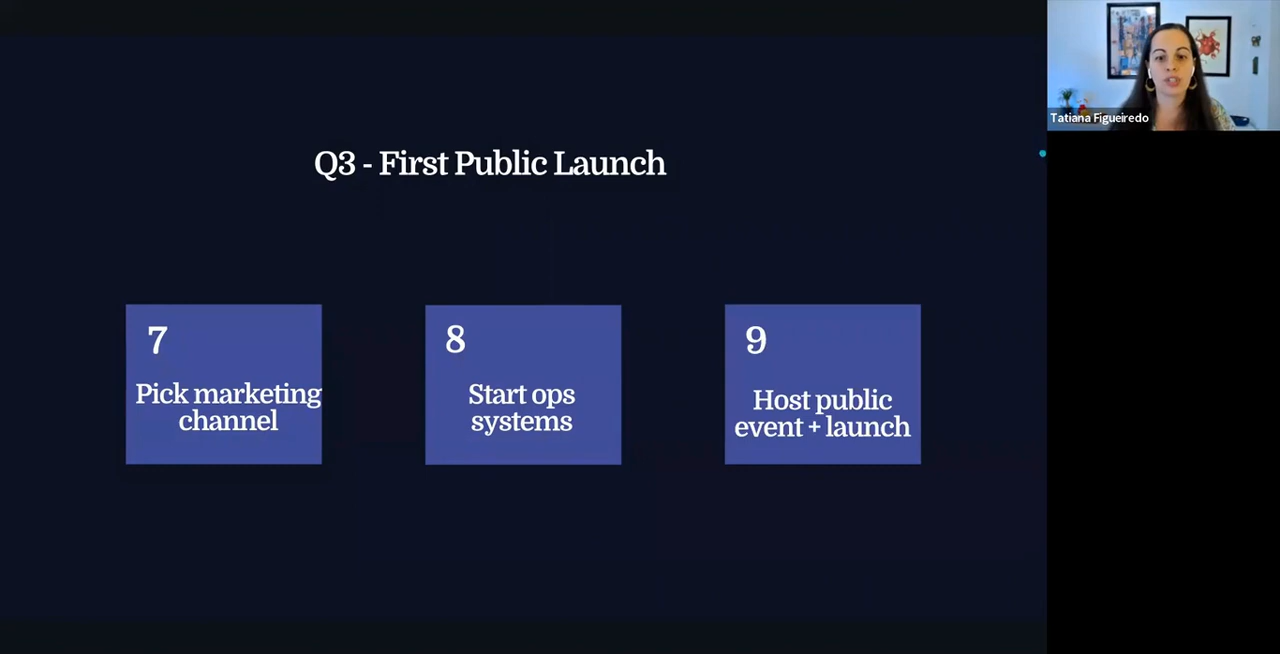 Q3 - First Public Launch
7
Pick marketing
channel
8
Start ops
systems
9
Host public
event + launch
Tatiana Figueiredo